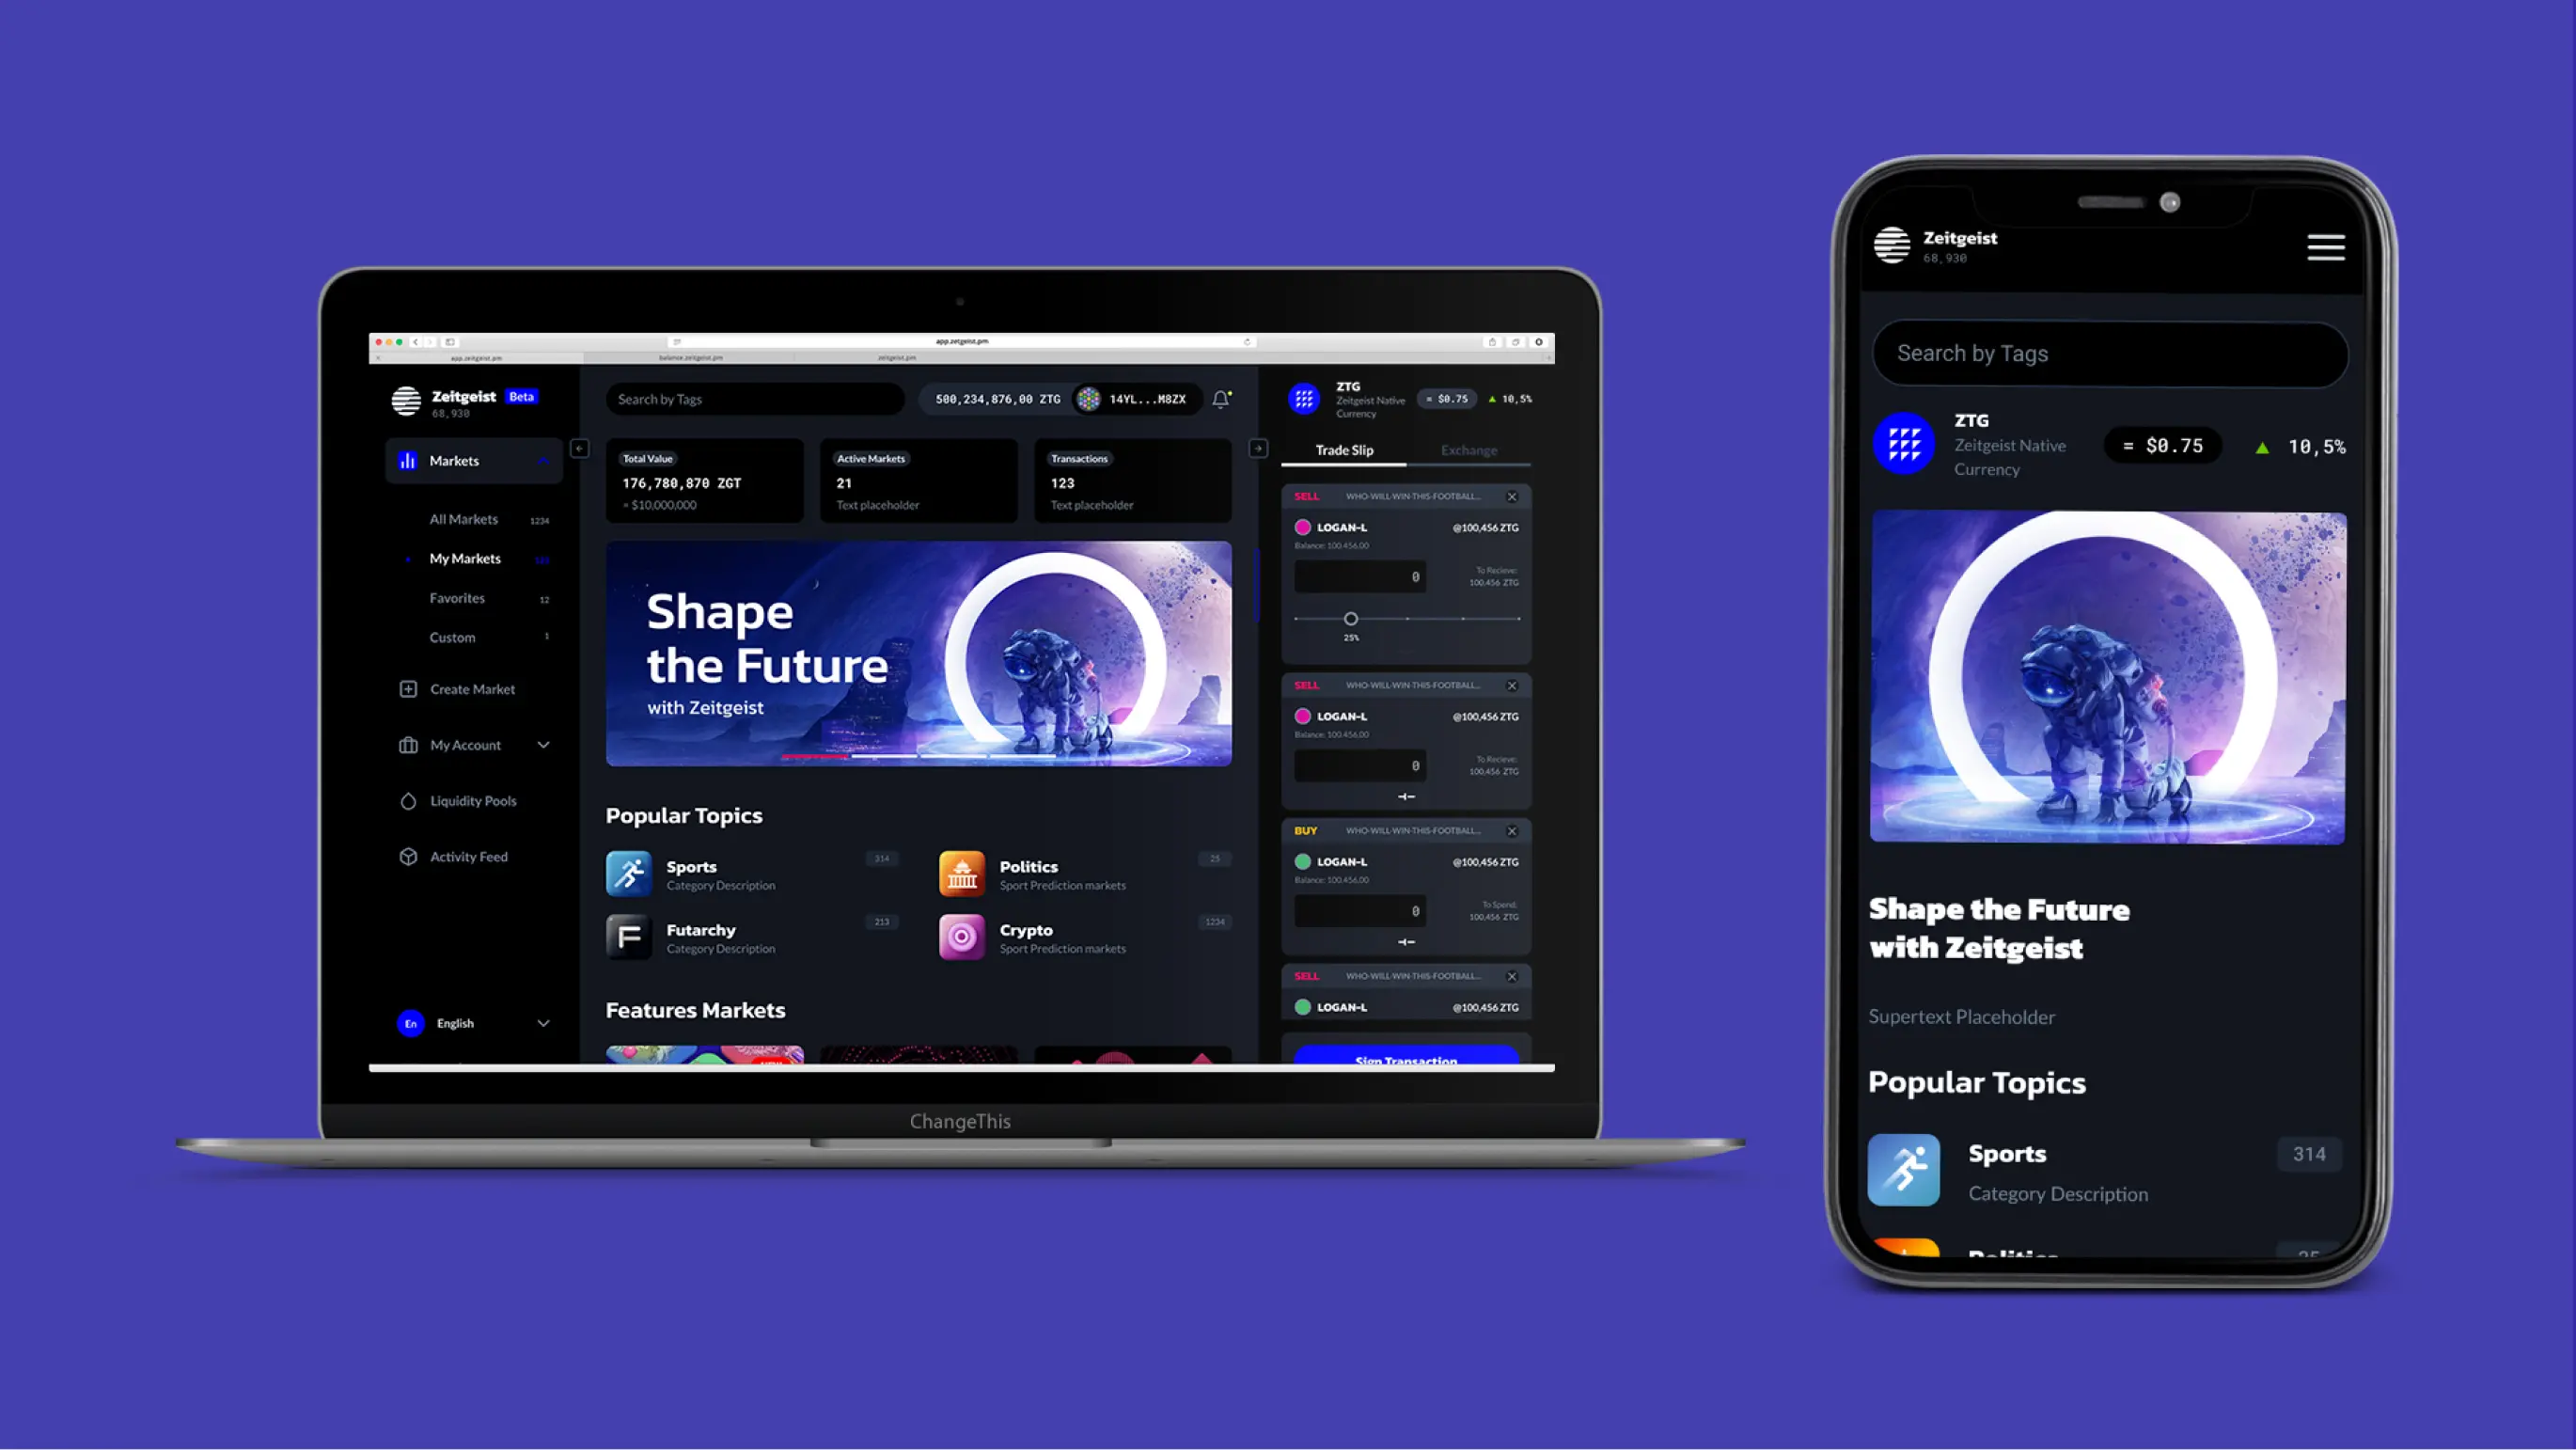 app.zetgeist.pm
app.zeitgeist.pm
balance.zeitgeist.pm
zeitgeist.pm
Zeitgeist Beta
68,930
Markets
All Markets 1234
My Markets
Favorites 12
Custom 1
Create Market
My Account
Liquidity Pools
Activity Feed
En English
Search by Tags
500,234,876,00 ZTG
14YL...M8ZX
Total Value
176,780,870 ZGT
= $10,000,000
Active Markets
21
Text placeholder
Transactions
123
Text placeholder
Shape
the Future
with Zeitgeist
Popular Topics
Sports 314
Category Description
Politics 25
Sport Prediction markets
Futarchy 213
Category Description
Crypto 1234
Sport Prediction markets
Features Markets
ZTG
Zeitgeist Native
Currency
= $0.75
10,5%
Trade Slip
Exchange
SELL WHO-WILL-WIN-THIS-FOOTBALL...
LOGAN-L @100,456 ZTG
Balance: 100.456.00
0
To Recieve:
100,456 ZTG
25%
SELL WHO-WILL-WIN-THIS-FOOTBALL...
LOGAN-L @100,456 ZTG
Balance: 100.456.00
0
To Recieve:
100,456 ZTG
BUY WHO-WILL-WIN-THIS-FOOTBALL...
LOGAN-L @100,456 ZTG
Balance: 100.456.00
0
To Spend,
100,456 ZTG
SELL WHO-WILL-WIN-THIS-FOOTBALL...
LOGAN-L @100,456 ZTG
Sign Transaction
ChangeThis
Zeitgeist
68,930
Search by Tags
ZTG
Zeitgeist Native
Currency
= $0.75
10,5%
Shape the Future
with Zeitgeist
Supertext Placeholder
Popular Topics
Sports 314
Category Description
Politics 25